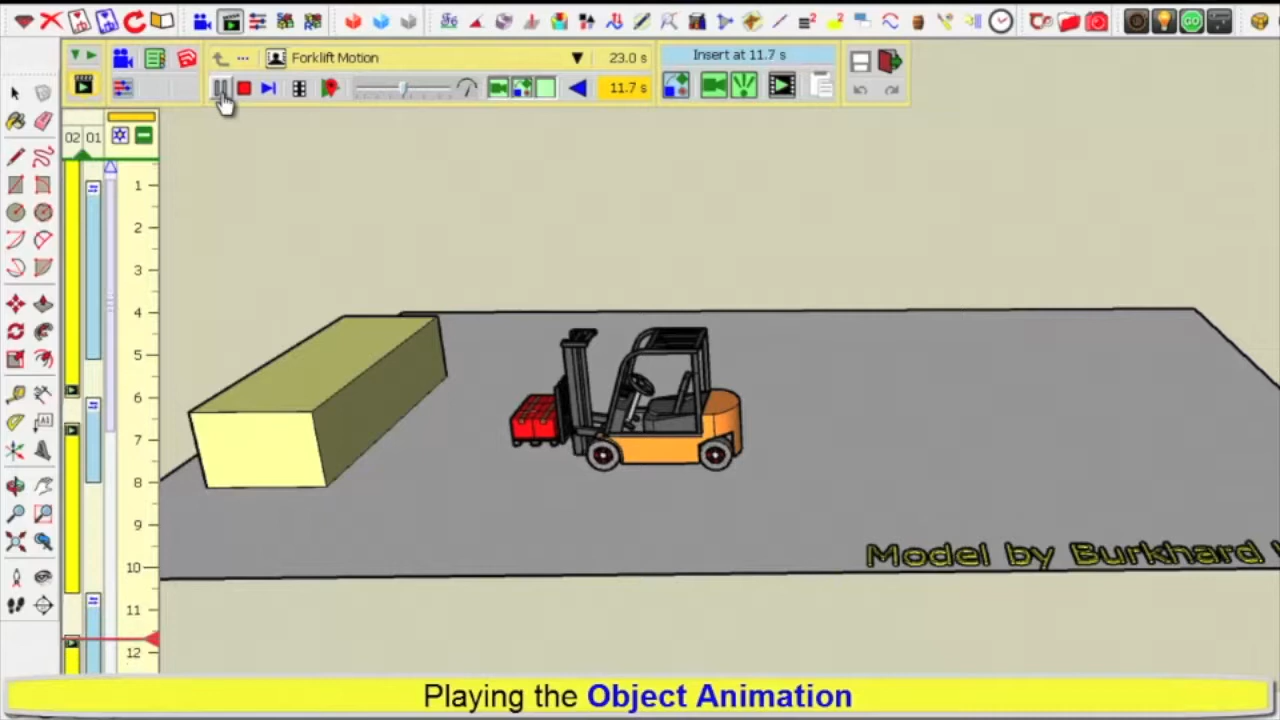 Forklift Motion 23.0 s
11.7 s
Insert at 11.7 s
02 01
1
2
3
4
5
6
7
8
9
10
11
12
Model by Burkhard
Playing the Object Animation